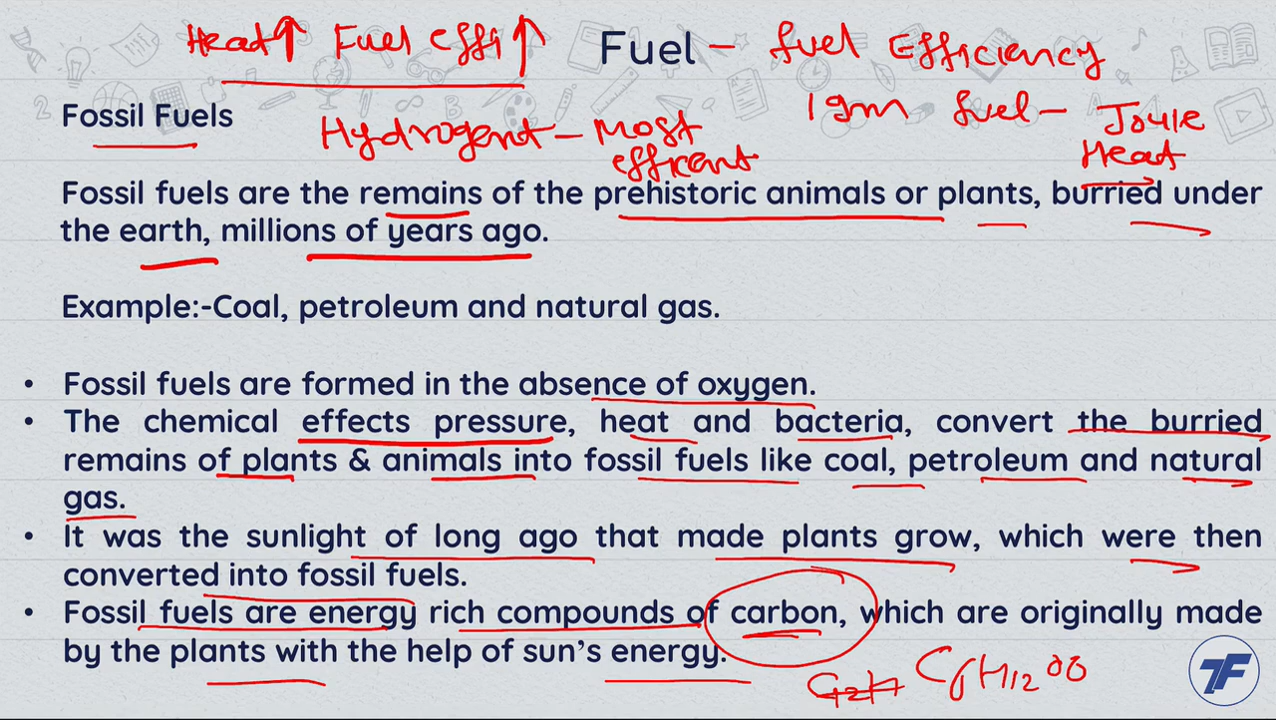 Heat↑ Fuel effi↑ Fuel - fuel Efficiency
1gm fuel - Joule
Heat
Fossil Fuels
Hydrogent - Most
efficent
Fossil fuels are the remains of the prehistoric animals or plants, burried under
the earth, millions of years ago.
Example:-Coal, petroleum and natural gas.
• Fossil fuels are formed in the absence of oxygen.
• The chemical effects pressure, heat and bacteria, convert the burried
remains of plants & animals into fossil fuels like coal, petroleum and natural
gas.
• It was the sunlight of long ago that made plants grow, which were then
converted into fossil fuels.
• Fossil fuels are energy rich compounds of carbon, which are originally made
by the plants with the help of sun's energy.
C6H12O6